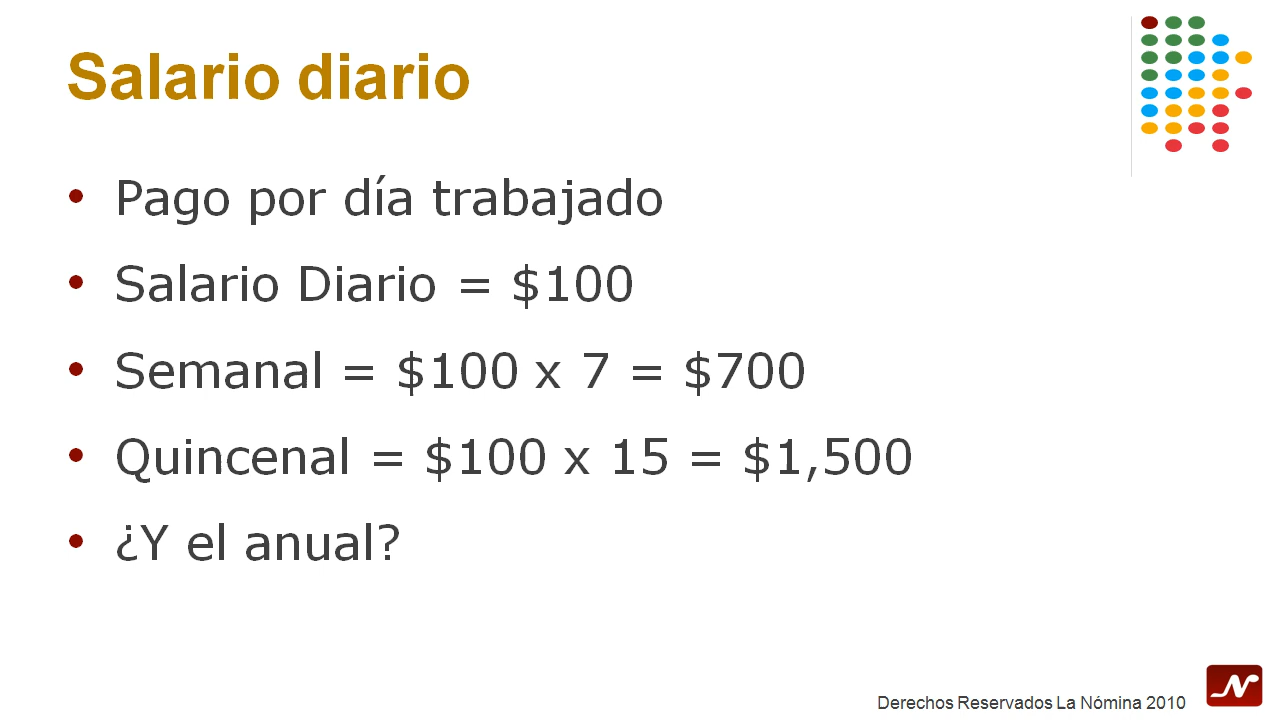 Salario diario
• Pago por día trabajado
• Salario Diario = $100
• Semanal = $100 x 7 = $700
• Quincenal = $100 x 15 = $1,500
• ¿Y el anual?
Derechos Reservados La Nómina 2010
N